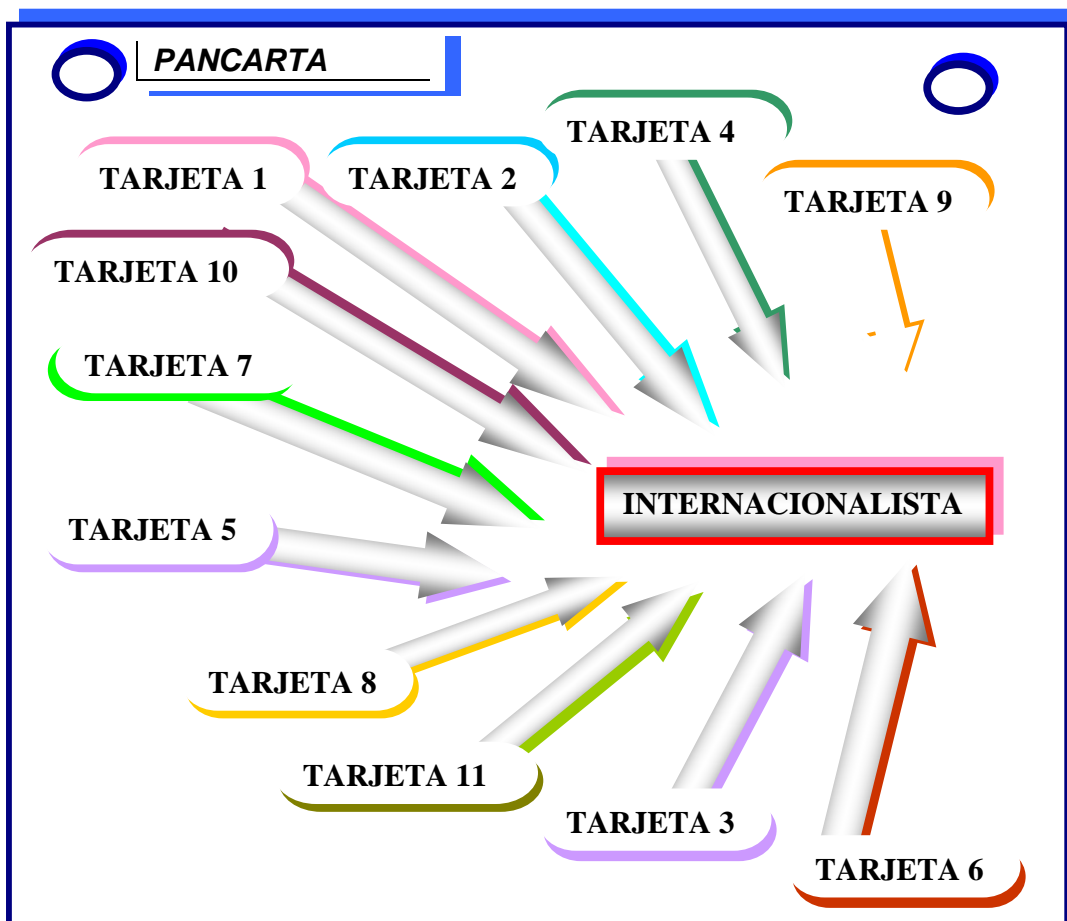 PANCARTA
TARJETA 4
TARJETA 1
TARJETA 2
TARJETA 9
TARJETA 10
TARJETA 7
INTERNACIONALISTA
TARJETA 5
TARJETA 8
TARJETA 11
TARJETA 3
TARJETA 6